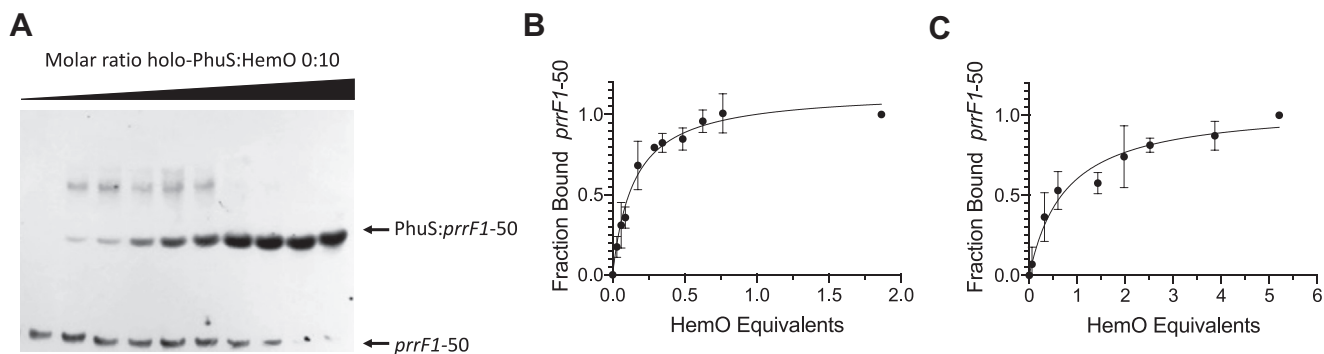 A
Molar ratio holo-PhuS:HemO 0:10
PhuS:prrF1-50
prrF1-50
B
Fraction Bound prrF1-50
1.0
0.5
0.0
0.0 0.5 1.0 1.5 2.0
HemO Equivalents
C
Fraction Bound prrF1-50
1.0
0.5
0.0
0 1 2 3 4 5 6
HemO Equivalents